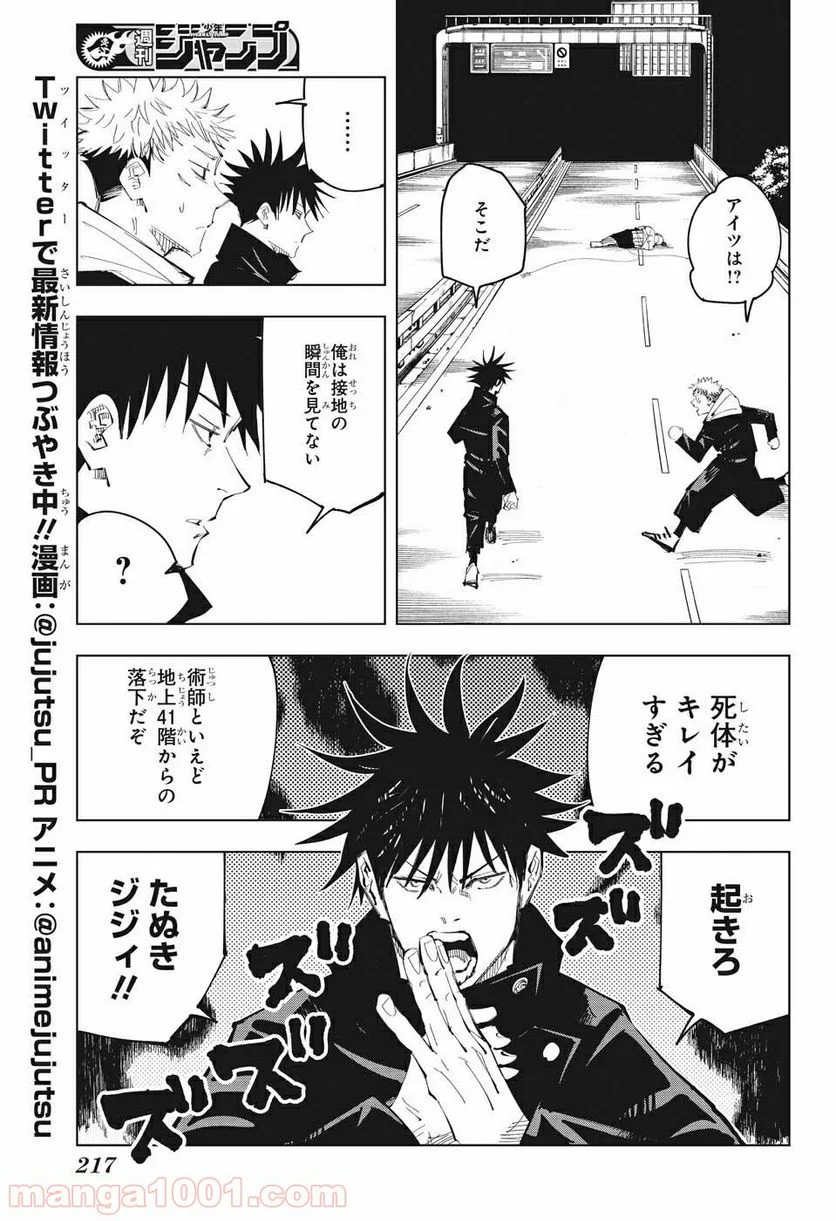 週刊
少年
ジャンプ
アイツは!?
そこだ
………
俺は接地の
瞬間を見てない
？
死体が
キレイ
すぎる
術師といえど
地上41階からの
落下だぞ
起きろ
たぬき
ジジィ!!
ズズ
ズズズ
ズ
Twitterで最新情報つぶやき中!!漫画：@jujutsu_PR アニメ：@animejujutsu
217
manga1001.com